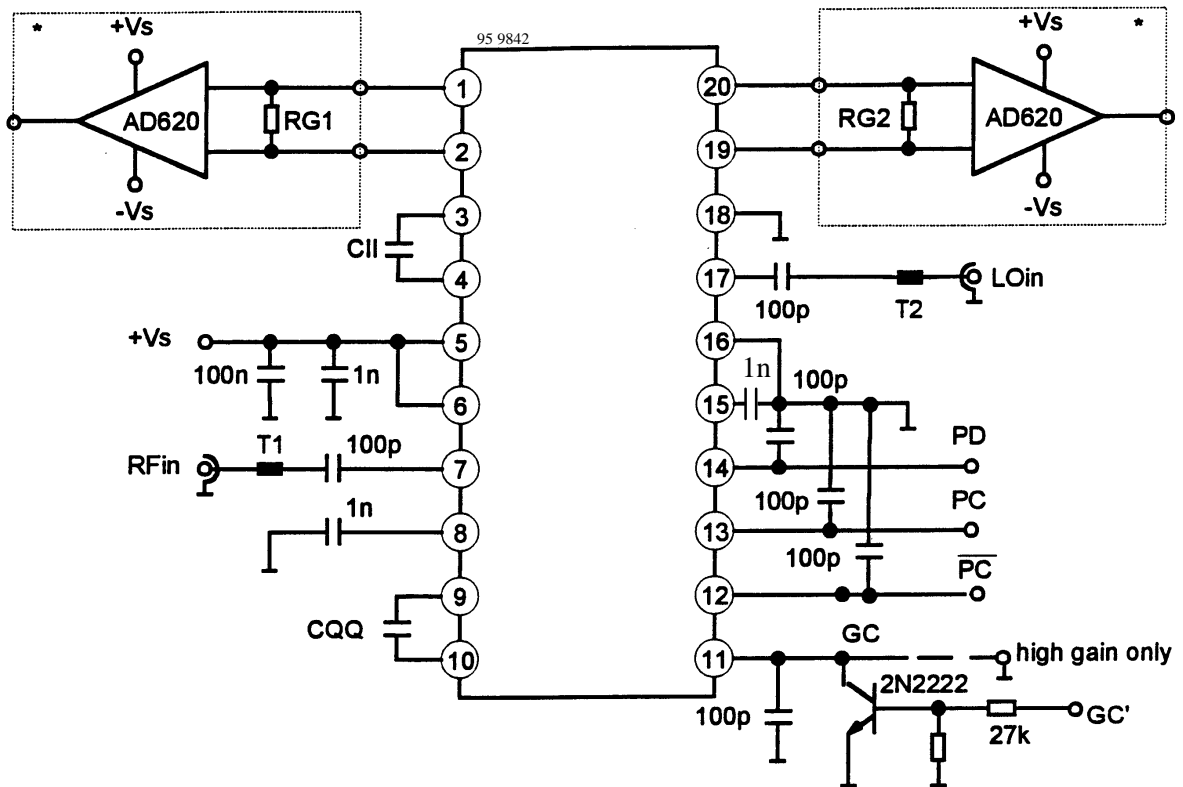 * +Vs 95 9842 +Vs *
1 20
AD620 RG1 RG2 AD620
2 19
-Vs -Vs
3 18
CII
4 17 LOin
100p T2
+Vs 5 16
100n 1n 1n 100p
6 15
PD
T1 100p
RFin 7 14
100p PC
1n
8 13
100p PC
9 12
CQQ
GC
10 11 high gain only
2N2222
100p GC'
27k